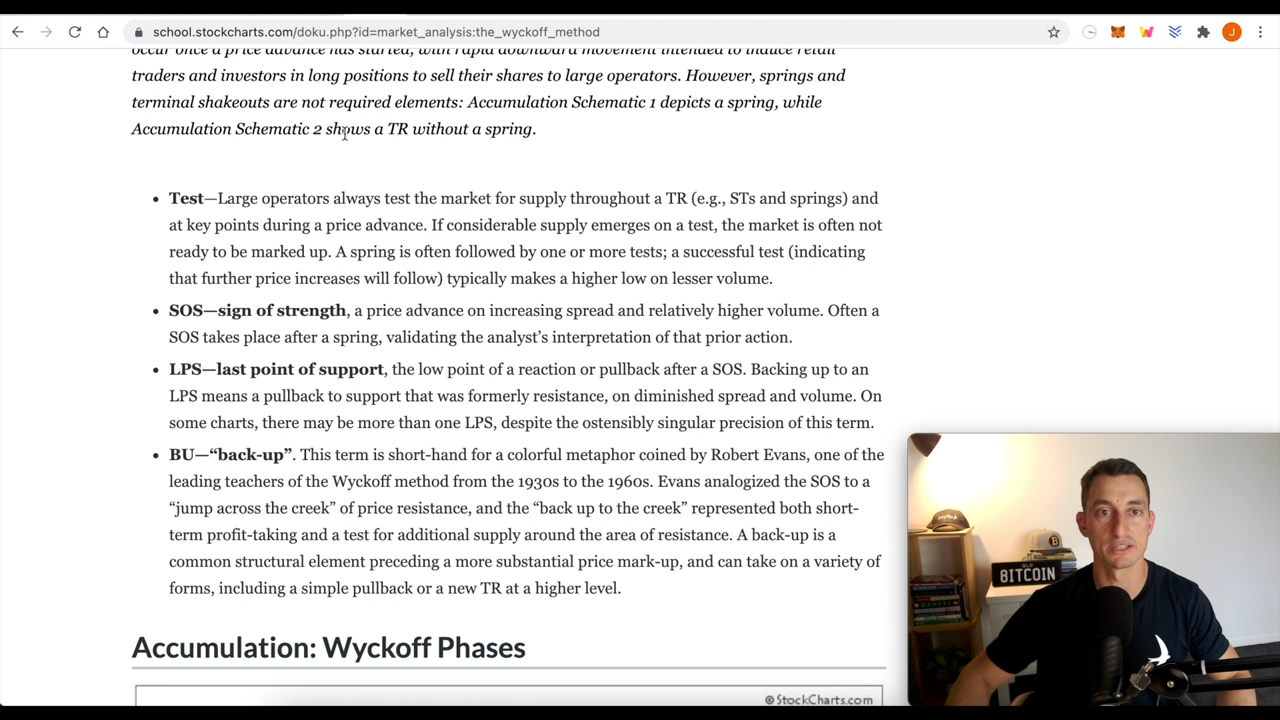 school.stockcharts.com/doku.php?id=market_analysis:the_wyckoff_method
J
occur once a price advance has started, with rapid downward movement intended to induce retail
traders and investors in long positions to sell their shares to large operators. However, springs and
terminal shakeouts are not required elements: Accumulation Schematic 1 depicts a spring, while
Accumulation Schematic 2 shows a TR without a spring.
• Test—Large operators always test the market for supply throughout a TR (e.g., STs and springs) and
at key points during a price advance. If considerable supply emerges on a test, the market is often not
ready to be marked up. A spring is often followed by one or more tests; a successful test (indicating
that further price increases will follow) typically makes a higher low on lesser volume.
• SOS—sign of strength, a price advance on increasing spread and relatively higher volume. Often a
SOS takes place after a spring, validating the analyst’s interpretation of that prior action.
• LPS—last point of support, the low point of a reaction or pullback after a SOS. Backing up to an
LPS means a pullback to support that was formerly resistance, on diminished spread and volume. On
some charts, there may be more than one LPS, despite the ostensibly singular precision of this term.
• BU—“back-up”. This term is short-hand for a colorful metaphor coined by Robert Evans, one of the
leading teachers of the Wyckoff method from the 1930s to the 1960s. Evans analogized the SOS to a
“jump across the creek” of price resistance, and the “back up to the creek” represented both short-
term profit-taking and a test for additional supply around the area of resistance. A back-up is a
common structural element preceding a more substantial price mark-up, and can take on a variety of
forms, including a simple pullback or a new TR at a higher level.
Accumulation: Wyckoff Phases
©StockCharts.com
BITCOIN